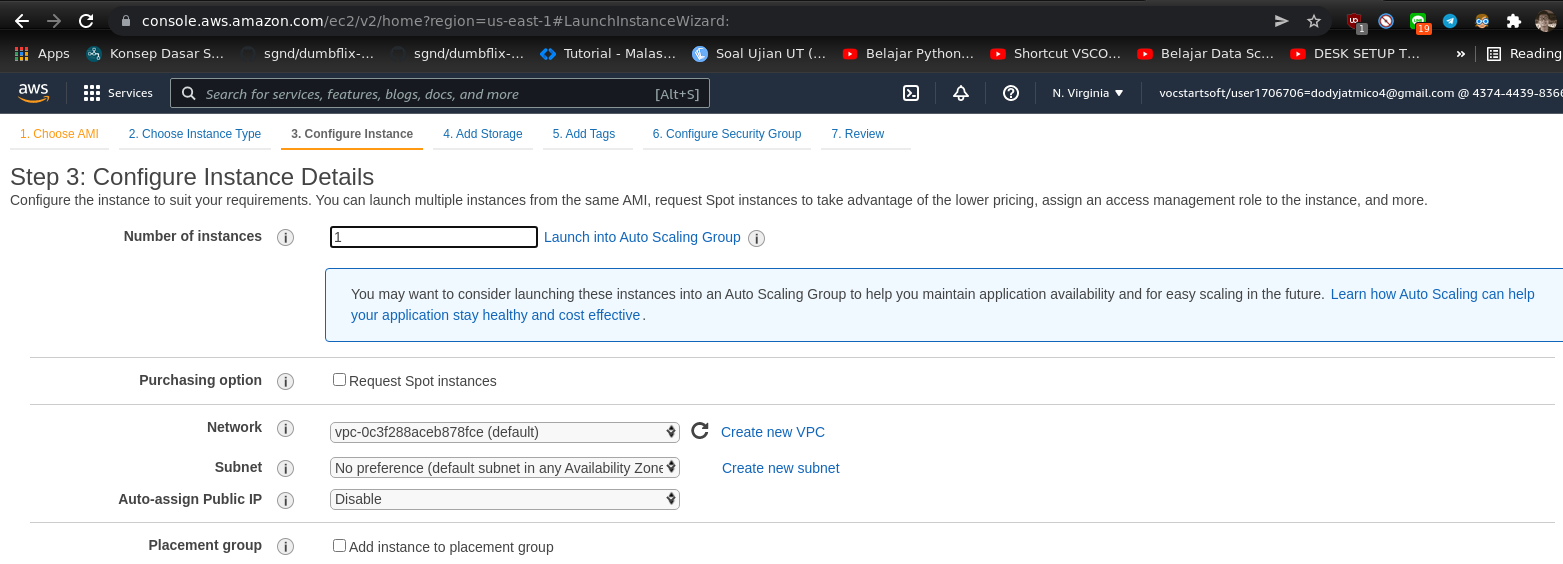 console.aws.amazon.com/ec2/v2/home?region=us-east-1#LaunchInstanceWizard:
1
19
Apps
Konsep Dasar S...
sgnd/dumbflix-...
sgnd/dumbflix-...
Tutorial - Malas...
Soal Ujian UT (...
Belajar Python...
Shortcut VSCO...
Belajar Data Sc...
DESK SETUP T...
»
Reading
aws
Services
Search for services, features, blogs, docs, and more
[Alt+S]
N. Virginia
vocstartsoft/user1706706=dodyjatmico4@gmail.com @ 4374-4439-8366
1. Choose AMI
2. Choose Instance Type
3. Configure Instance
4. Add Storage
5. Add Tags
6. Configure Security Group
7. Review
Step 3: Configure Instance Details
Configure the instance to suit your requirements. You can launch multiple instances from the same AMI, request Spot instances to take advantage of the lower pricing, assign an access management role to the instance, and more.
Number of instances
1
Launch into Auto Scaling Group
You may want to consider launching these instances into an Auto Scaling Group to help you maintain application availability and for easy scaling in the future. Learn how Auto Scaling can help
your application stay healthy and cost effective.
Purchasing option
Request Spot instances
Network
vpc-0c3f288aceb878fce (default)
Create new VPC
Subnet
No preference (default subnet in any Availability Zone
Create new subnet
Auto-assign Public IP
Disable
Placement group
Add instance to placement group